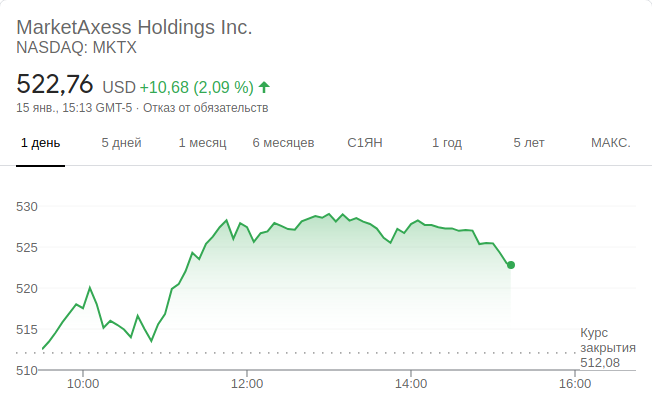 MarketAxess Holdings Inc.
NASDAQ: MKTX
522,76 USD +10,68 (2,09 %)
15 янв., 15:13 GMT-5 · Отказ от обязательств
1 день 5 дней 1 месяц 6 месяцев С1ЯН 1 год 5 лет МАКС.
530
525
520
515
510
Курс
закрытия
512,08
10:00 12:00 14:00 16:00